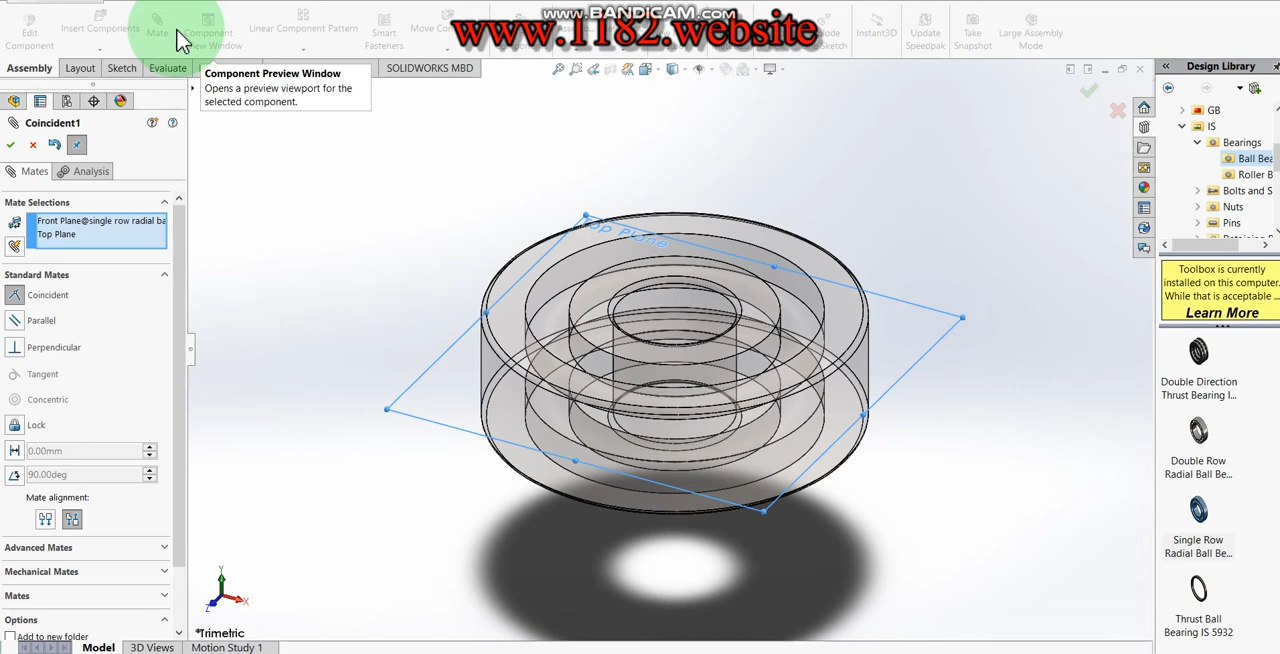 www.BANDICAM.com
www.1182.website
Edit
Component
Insert Components
Mate
Component
Preview Window
Linear Component Pattern
Smart
Fasteners
Move Co
Instant3D
Update
Speedpak
Take
Snapshot
Large Assembly
Mode
Assembly
Layout
Sketch
Evaluate
SOLIDWORKS MBD
Component Preview Window
Opens a preview viewport for the
selected component.
Coincident1
Mates
Analysis
Mate Selections
Front Plane@single row radial ba
Top Plane
Standard Mates
Coincident
Parallel
Perpendicular
Tangent
Concentric
Lock
0.00mm
90.00deg
Mate alignment:
Advanced Mates
Mechanical Mates
Mates
Options
Add to new folder
Top Plane
Y
X
Z
*Trimetric
Model
3D Views
Motion Study 1
Design Library
GB
IS
Bearings
Ball Bea
Roller B
Bolts and S
Nuts
Pins
Toolbox is currently
installed on this computer.
While that is acceptable ...
Learn More
Double Direction
Thrust Bearing I...
Double Row
Radial Ball Be...
Single Row
Radial Ball Be...
Thrust Ball
Bearing IS 5932